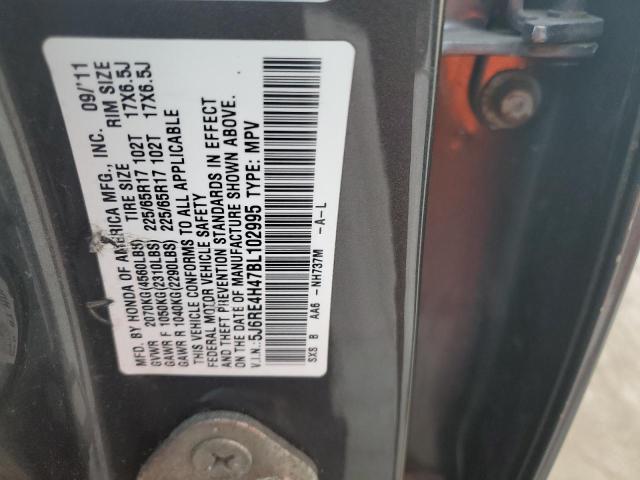 MFD. BY HONDA OF AMERICA MFG., INC. 09/'11
TIRE SIZE RIM SIZE
GVWR 2070KG(4560LBS)
GAWR F 1050KG(2310LBS) 225/65R17 102T 17X6.5J
GAWR R 1040KG(2290LBS) 225/65R17 102T 17X6.5J
THIS VEHICLE CONFORMS TO ALL APPLICABLE
FEDERAL MOTOR VEHICLE SAFETY
AND THEFT PREVENTION STANDARDS IN EFFECT
ON THE DATE OF MANUFACTURE SHOWN ABOVE.
V.I.N.: 5J6RE4H47BL102995 TYPE: MPV
SXS B AA6 - NH737M -A-L